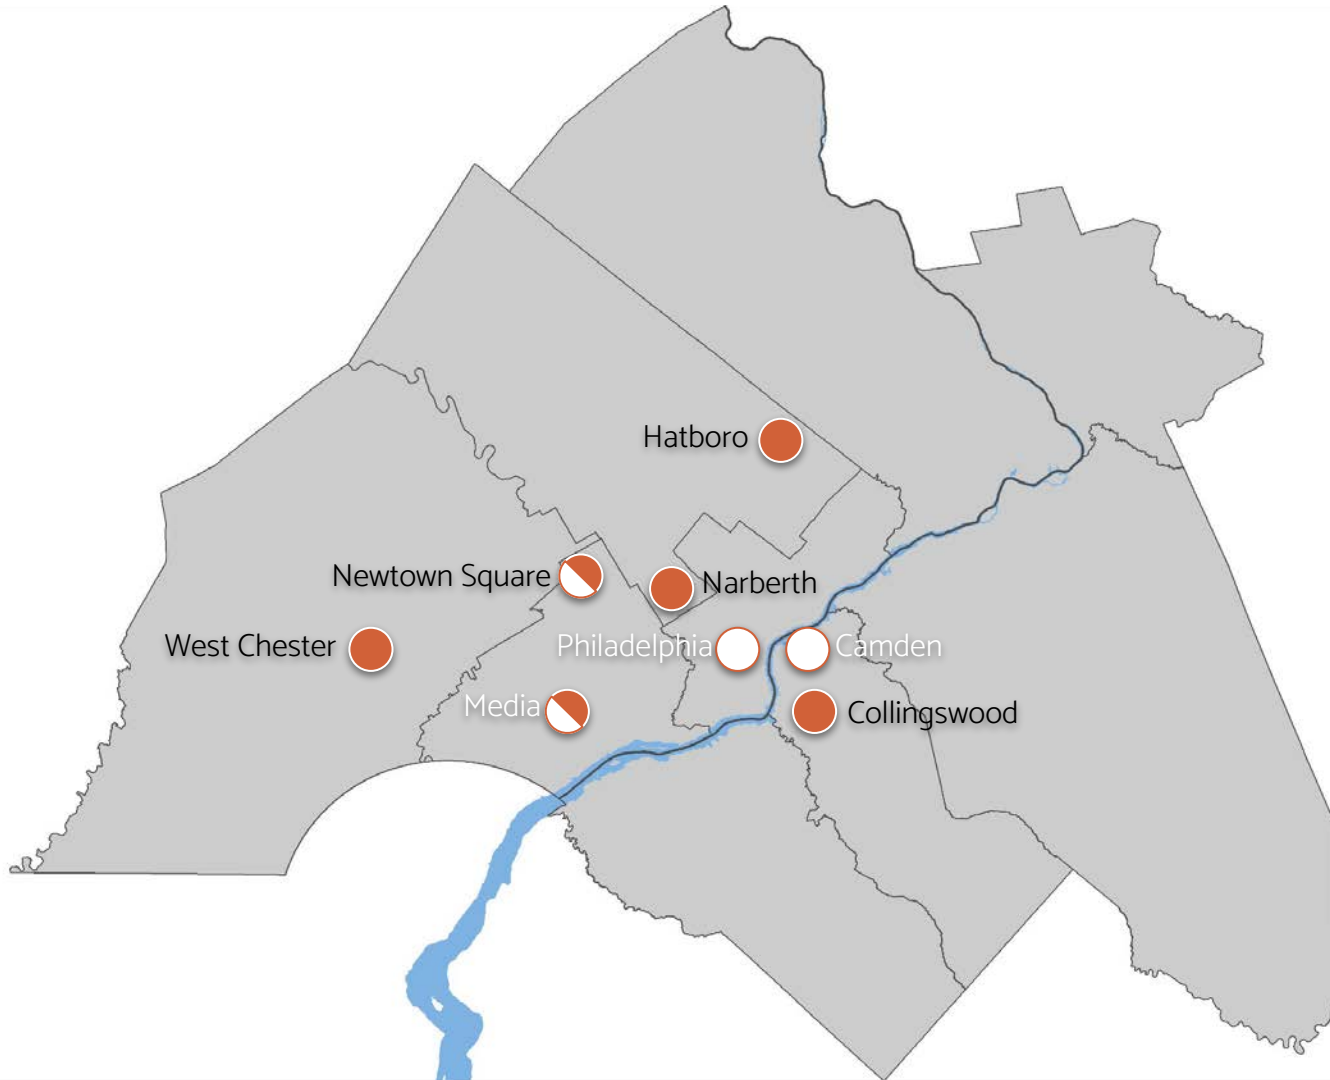 Hatboro
Newtown Square
Narberth
West Chester
Philadelphia
Camden
Media
Collingswood